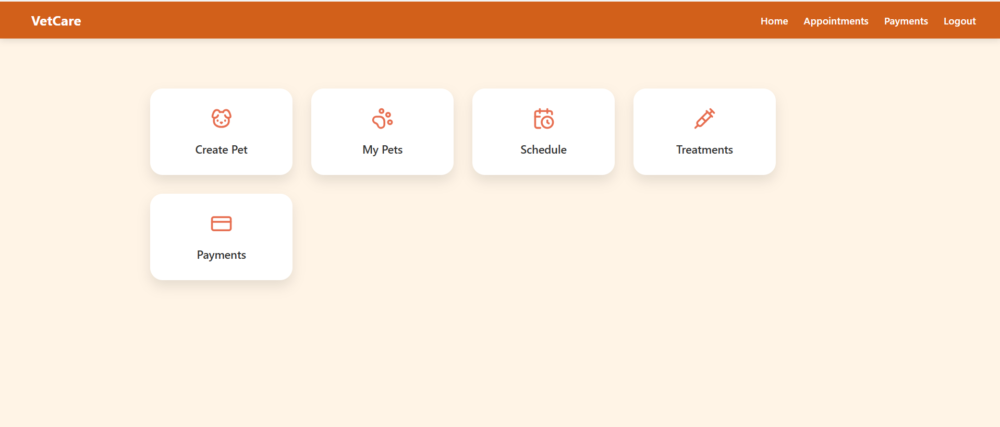 VetCare
Home Appointments Payments Logout
Create Pet
My Pets
Schedule
Treatments
Payments